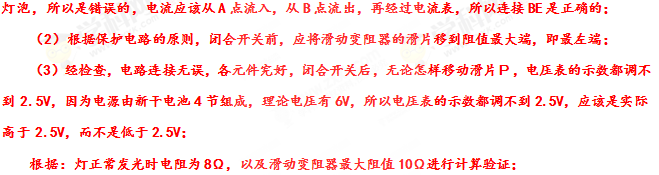 灯泡，所以是错误的，电流应该从A点流入，从B点流出，再经过电流表，所以连接BE是正确的；
（2）根据保护电路的原则，闭合开关前，应将滑动变阻器的滑片移到阻值最大端，即最左端；
（3）经检查，电路连接无误，各元件完好，闭合开关后，无论怎样移动滑片P，电压表的示数都调不
到2.5V，因为电源由新干电池4节组成，理论电压有6V，所以电压表的示数都调不到2.5V，应该是实际
高于2.5V，而不是低于2.5V；
根据：灯正常发光时电阻为8Ω，以及滑动变阻器最大阻值10Ω进行计算验证；